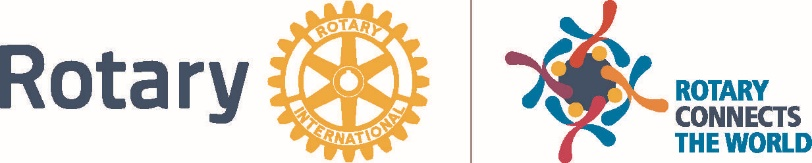 Rotary
ROTARY
INTERNATIONAL
ROTARY
CONNECTS
THE WORLD